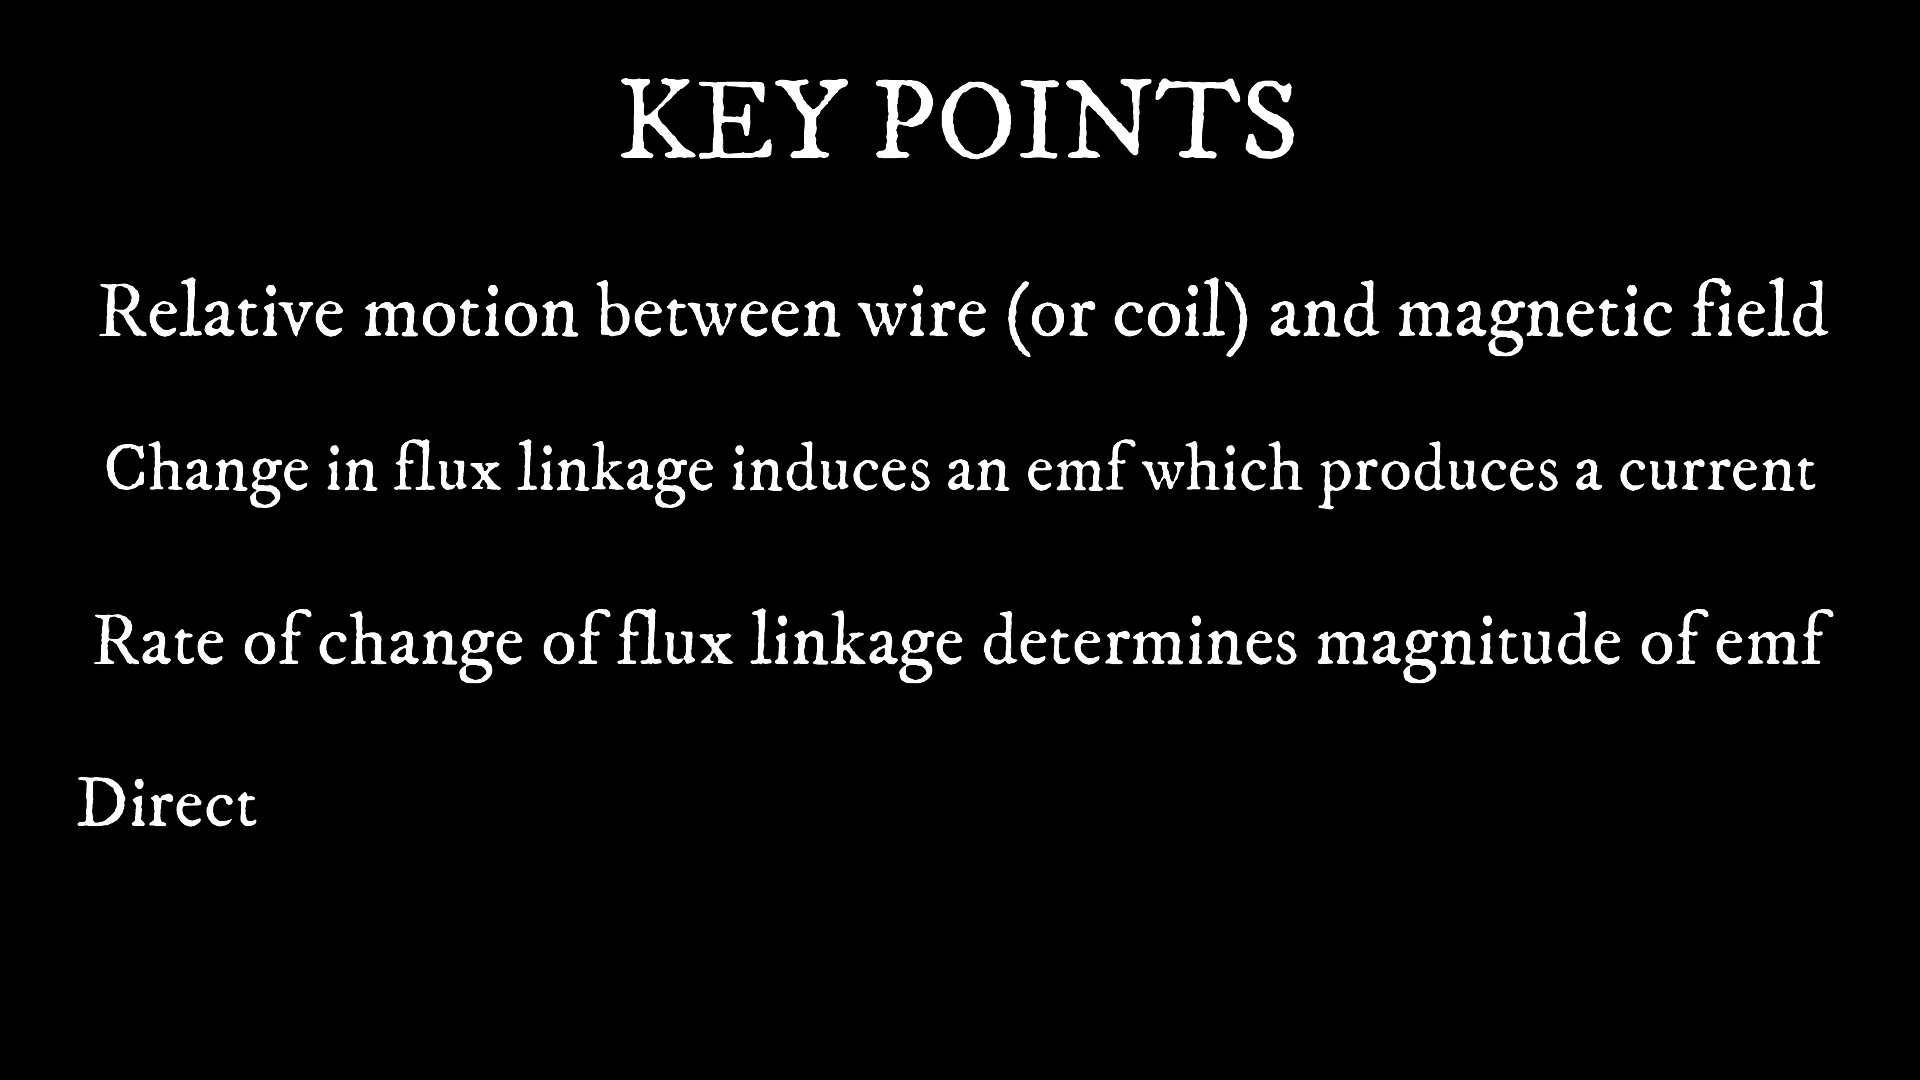 KEY POINTS
Relative motion between wire (or coil) and magnetic field
Change in flux linkage induces an emf which produces a current
Rate of change of flux linkage determines magnitude of emf
Direct